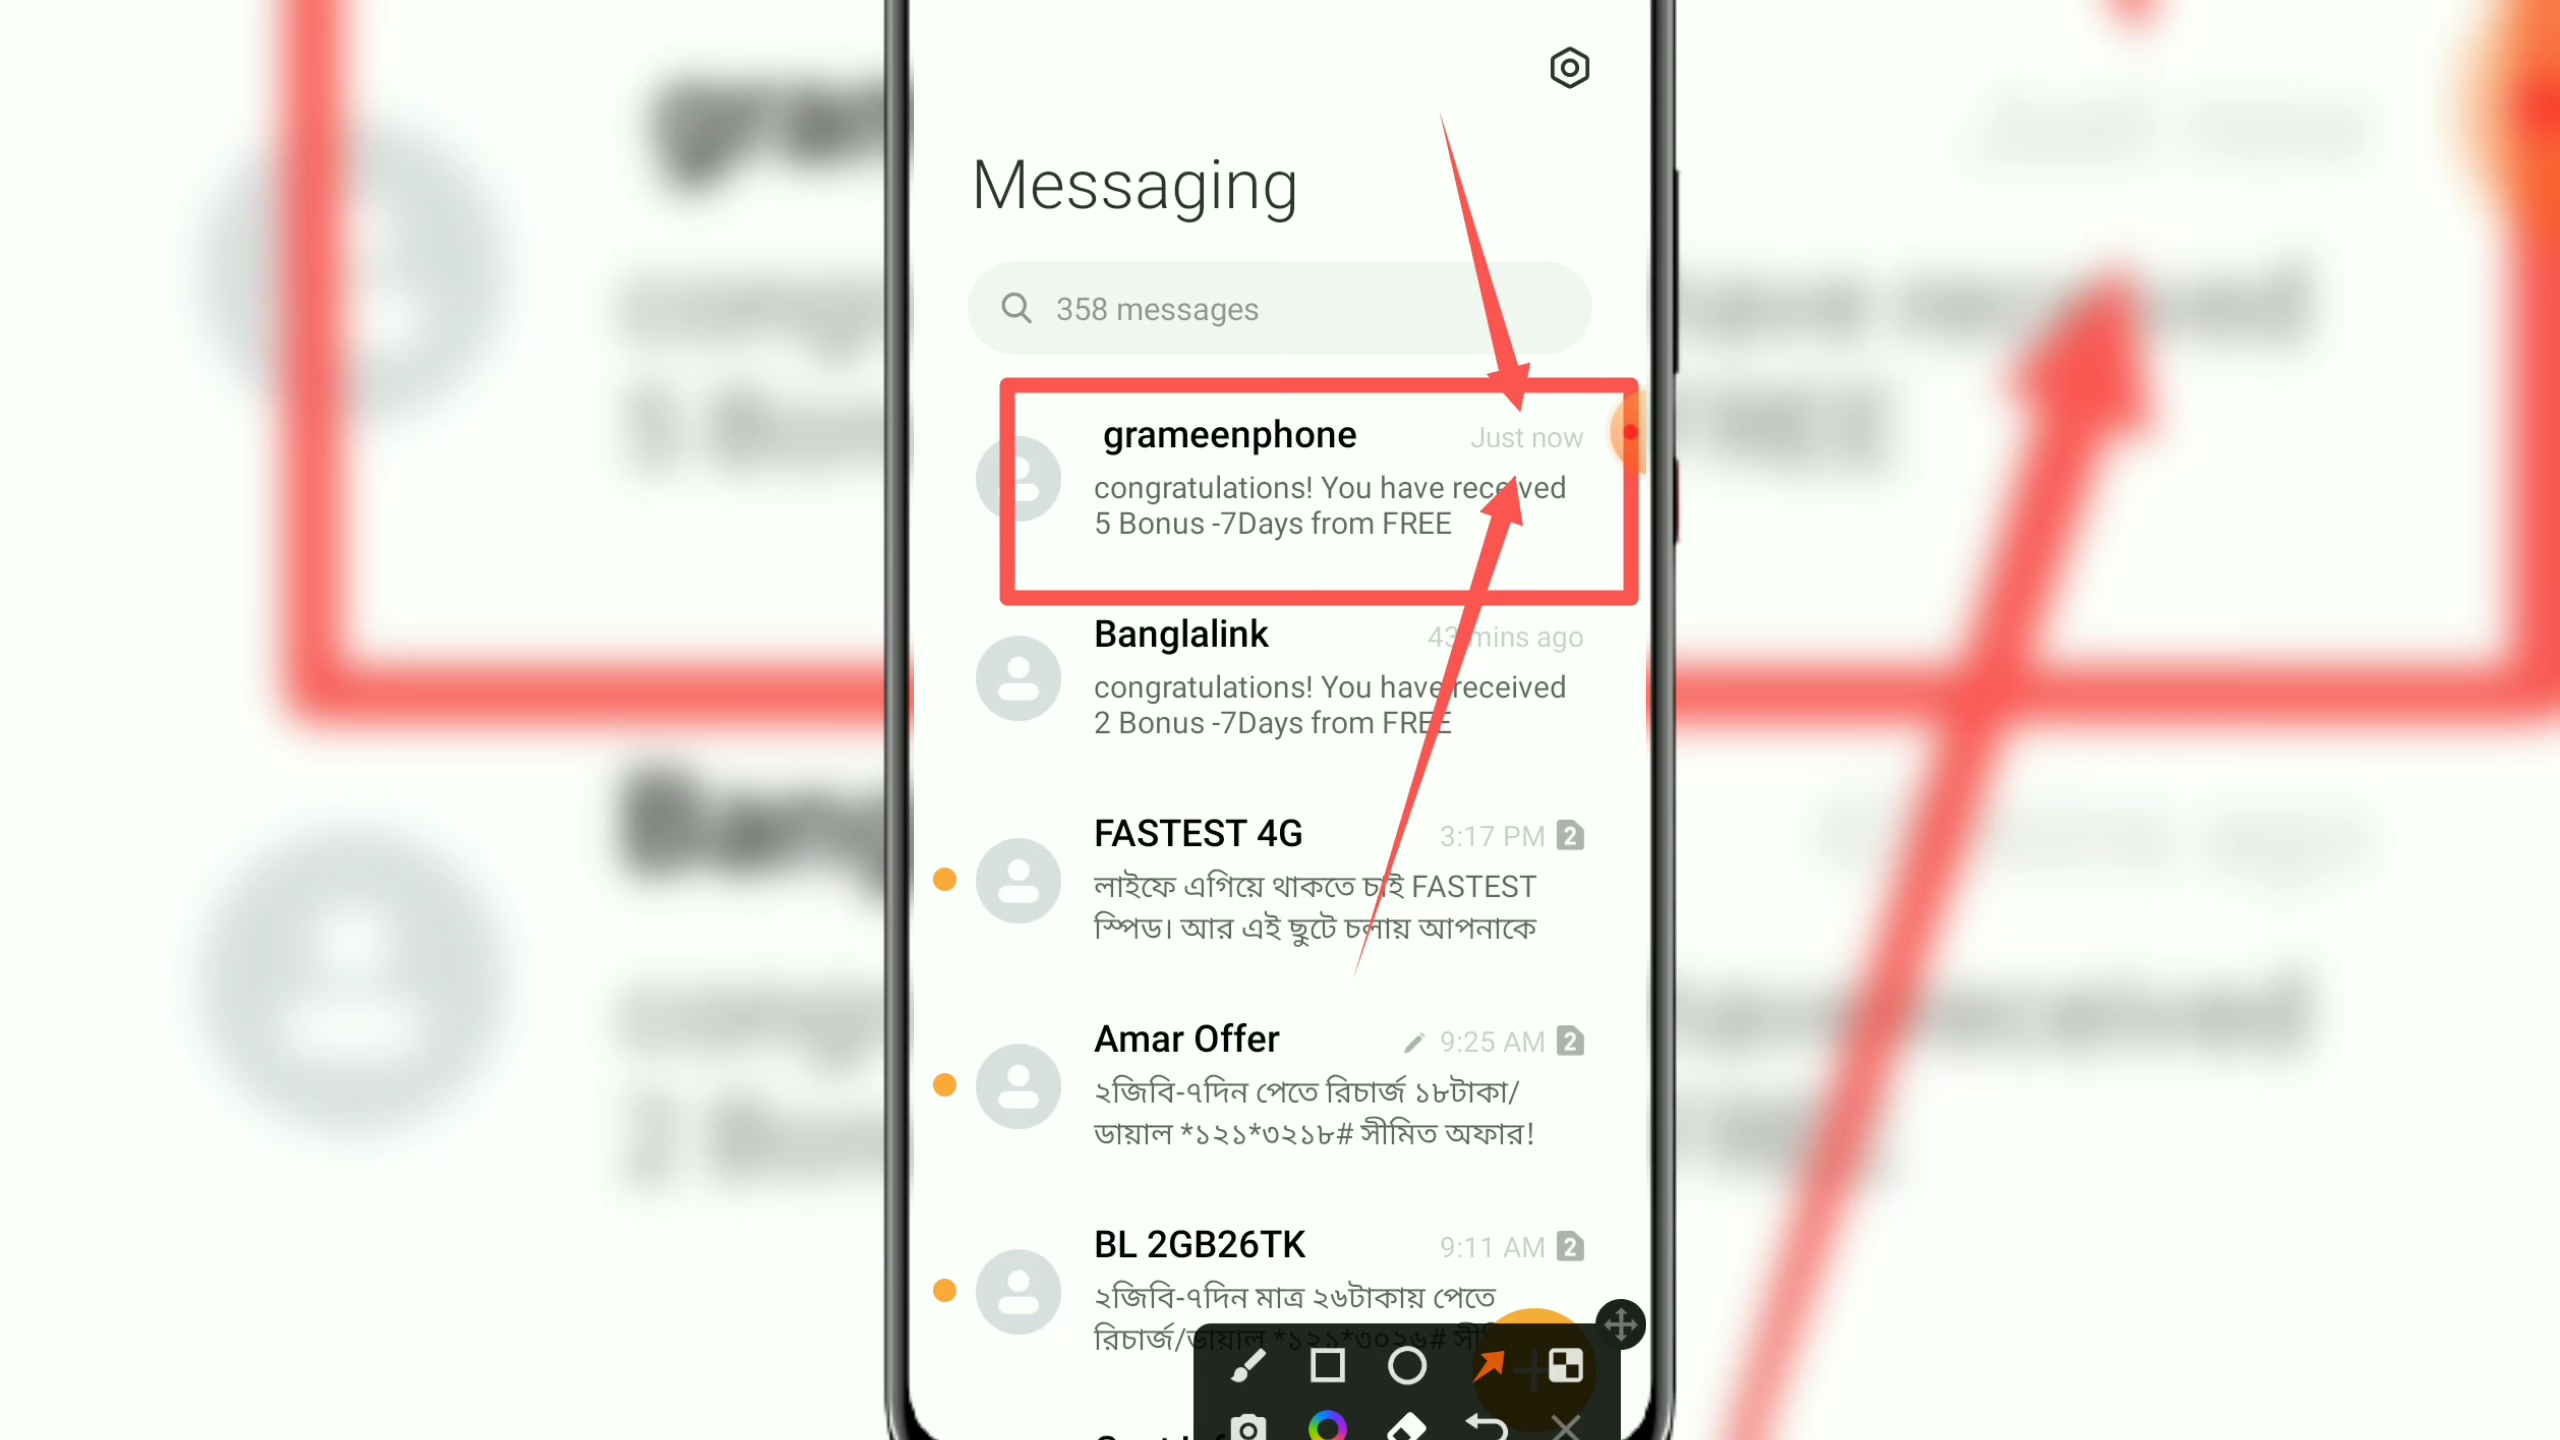 Messaging
358 messages
grameenphone Just now
congratulations! You have received
5 Bonus -7Days from FREE
Banglalink 43 mins ago
congratulations! You have received
2 Bonus -7Days from FREE
FASTEST 4G 3:17 PM 2
লাইফে এগিয়ে থাকতে চাই FASTEST
স্পিড। আর এই ছুটে চলায় আপনাকে
Amar Offer 9:25 AM 2
২জিবি-৭দিন পেতে রিচার্জ ১৮টাকা/
ডায়াল *১২১*৩২১৮# সীমিত অফার!
BL 2GB26TK 9:11 AM 2
২জিবি-৭দিন মাত্র ২৬টাকায় পেতে
রিচার্জ/ডায়াল *১২১*৩০২৬#